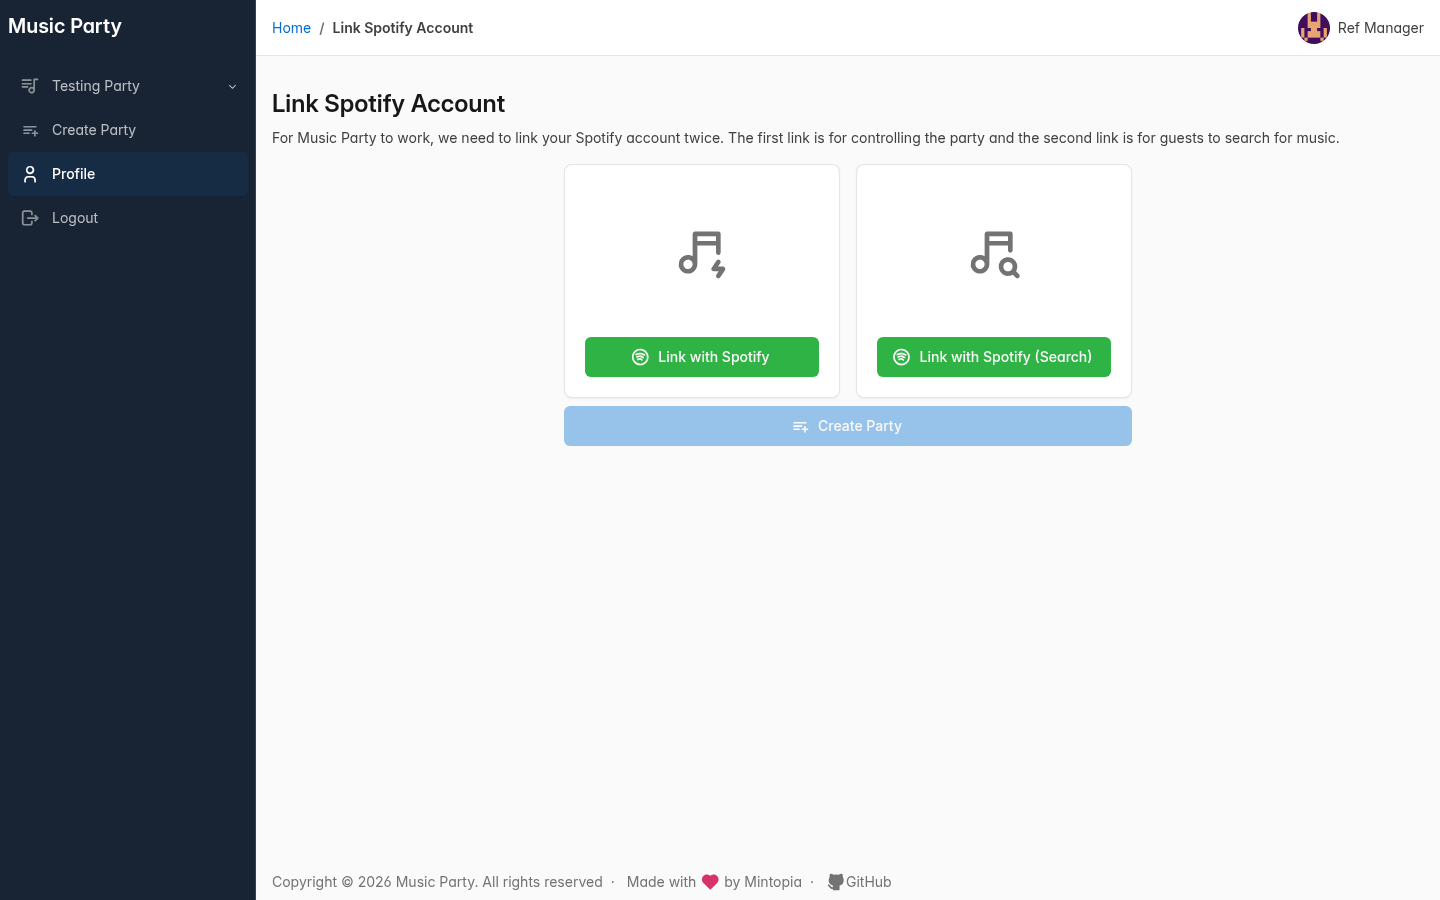 Music Party
Testing Party
Create Party
Profile
Logout
Home / Link Spotify Account
Ref Manager
Link Spotify Account
For Music Party to work, we need to link your Spotify account twice. The first link is for controlling the party and the second link is for guests to search for music.
Link with Spotify
Link with Spotify (Search)
Create Party
Copyright © 2026 Music Party. All rights reserved · Made with by Mintopia · GitHub